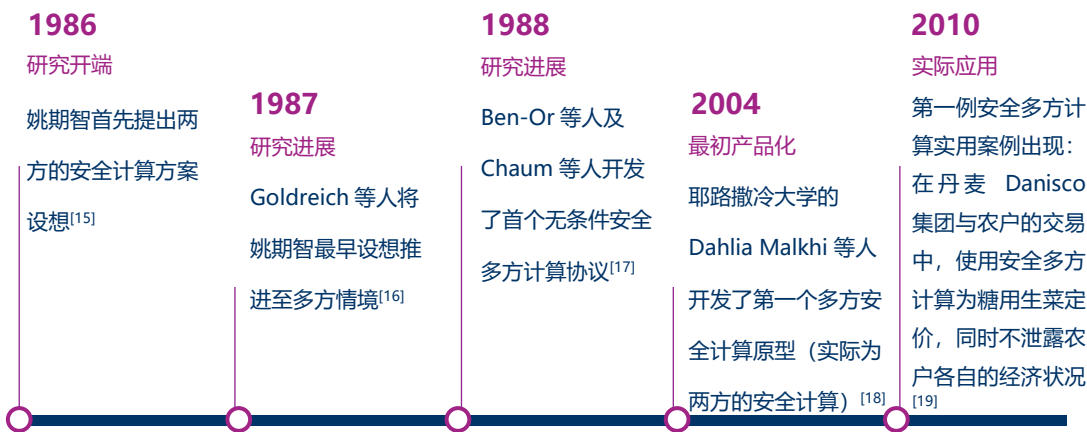 1986
研究开端
姚期智首先提出两
方的安全计算方案
设想[15]
1987
研究进展
Goldreich 等人将
姚期智最早设想推
进至多方情境[16]
1988
研究进展
Ben-Or 等人及
Chaum 等人开发
了首个无条件安全
多方计算协议[17]
2004
最初产品化
耶路撒冷大学的
Dahlia Malkhi 等人
开发了第一个多方安
全计算原型（实际为
两方的安全计算）[18]
2010
实际应用
第一例安全多方计
算实用案例出现：
在丹麦 Danisco
集团与农户的交易
中，使用安全多方
计算为糖用生菜定
价，同时不泄露农
户各自的经济状况
[19]